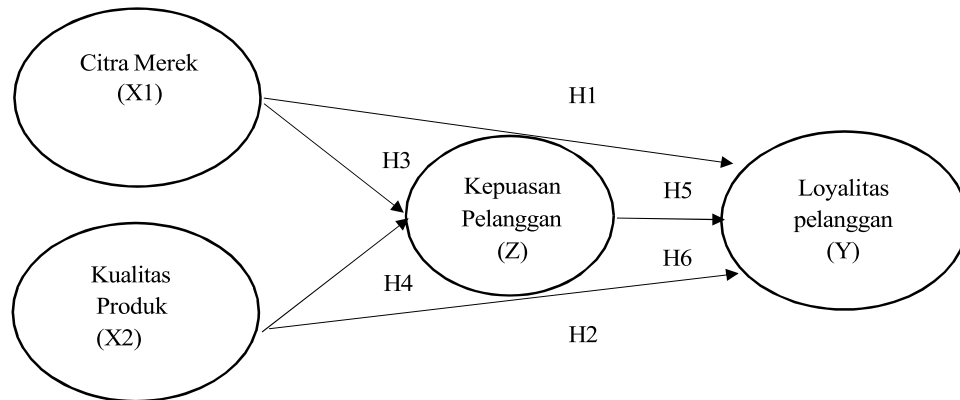 Citra Merek
(X1)
H1
H3
Kepuasan
Pelanggan
(Z)
H5
Loyalitas
pelanggan
(Y)
Kualitas
Produk
(X2)
H4
H6
H2